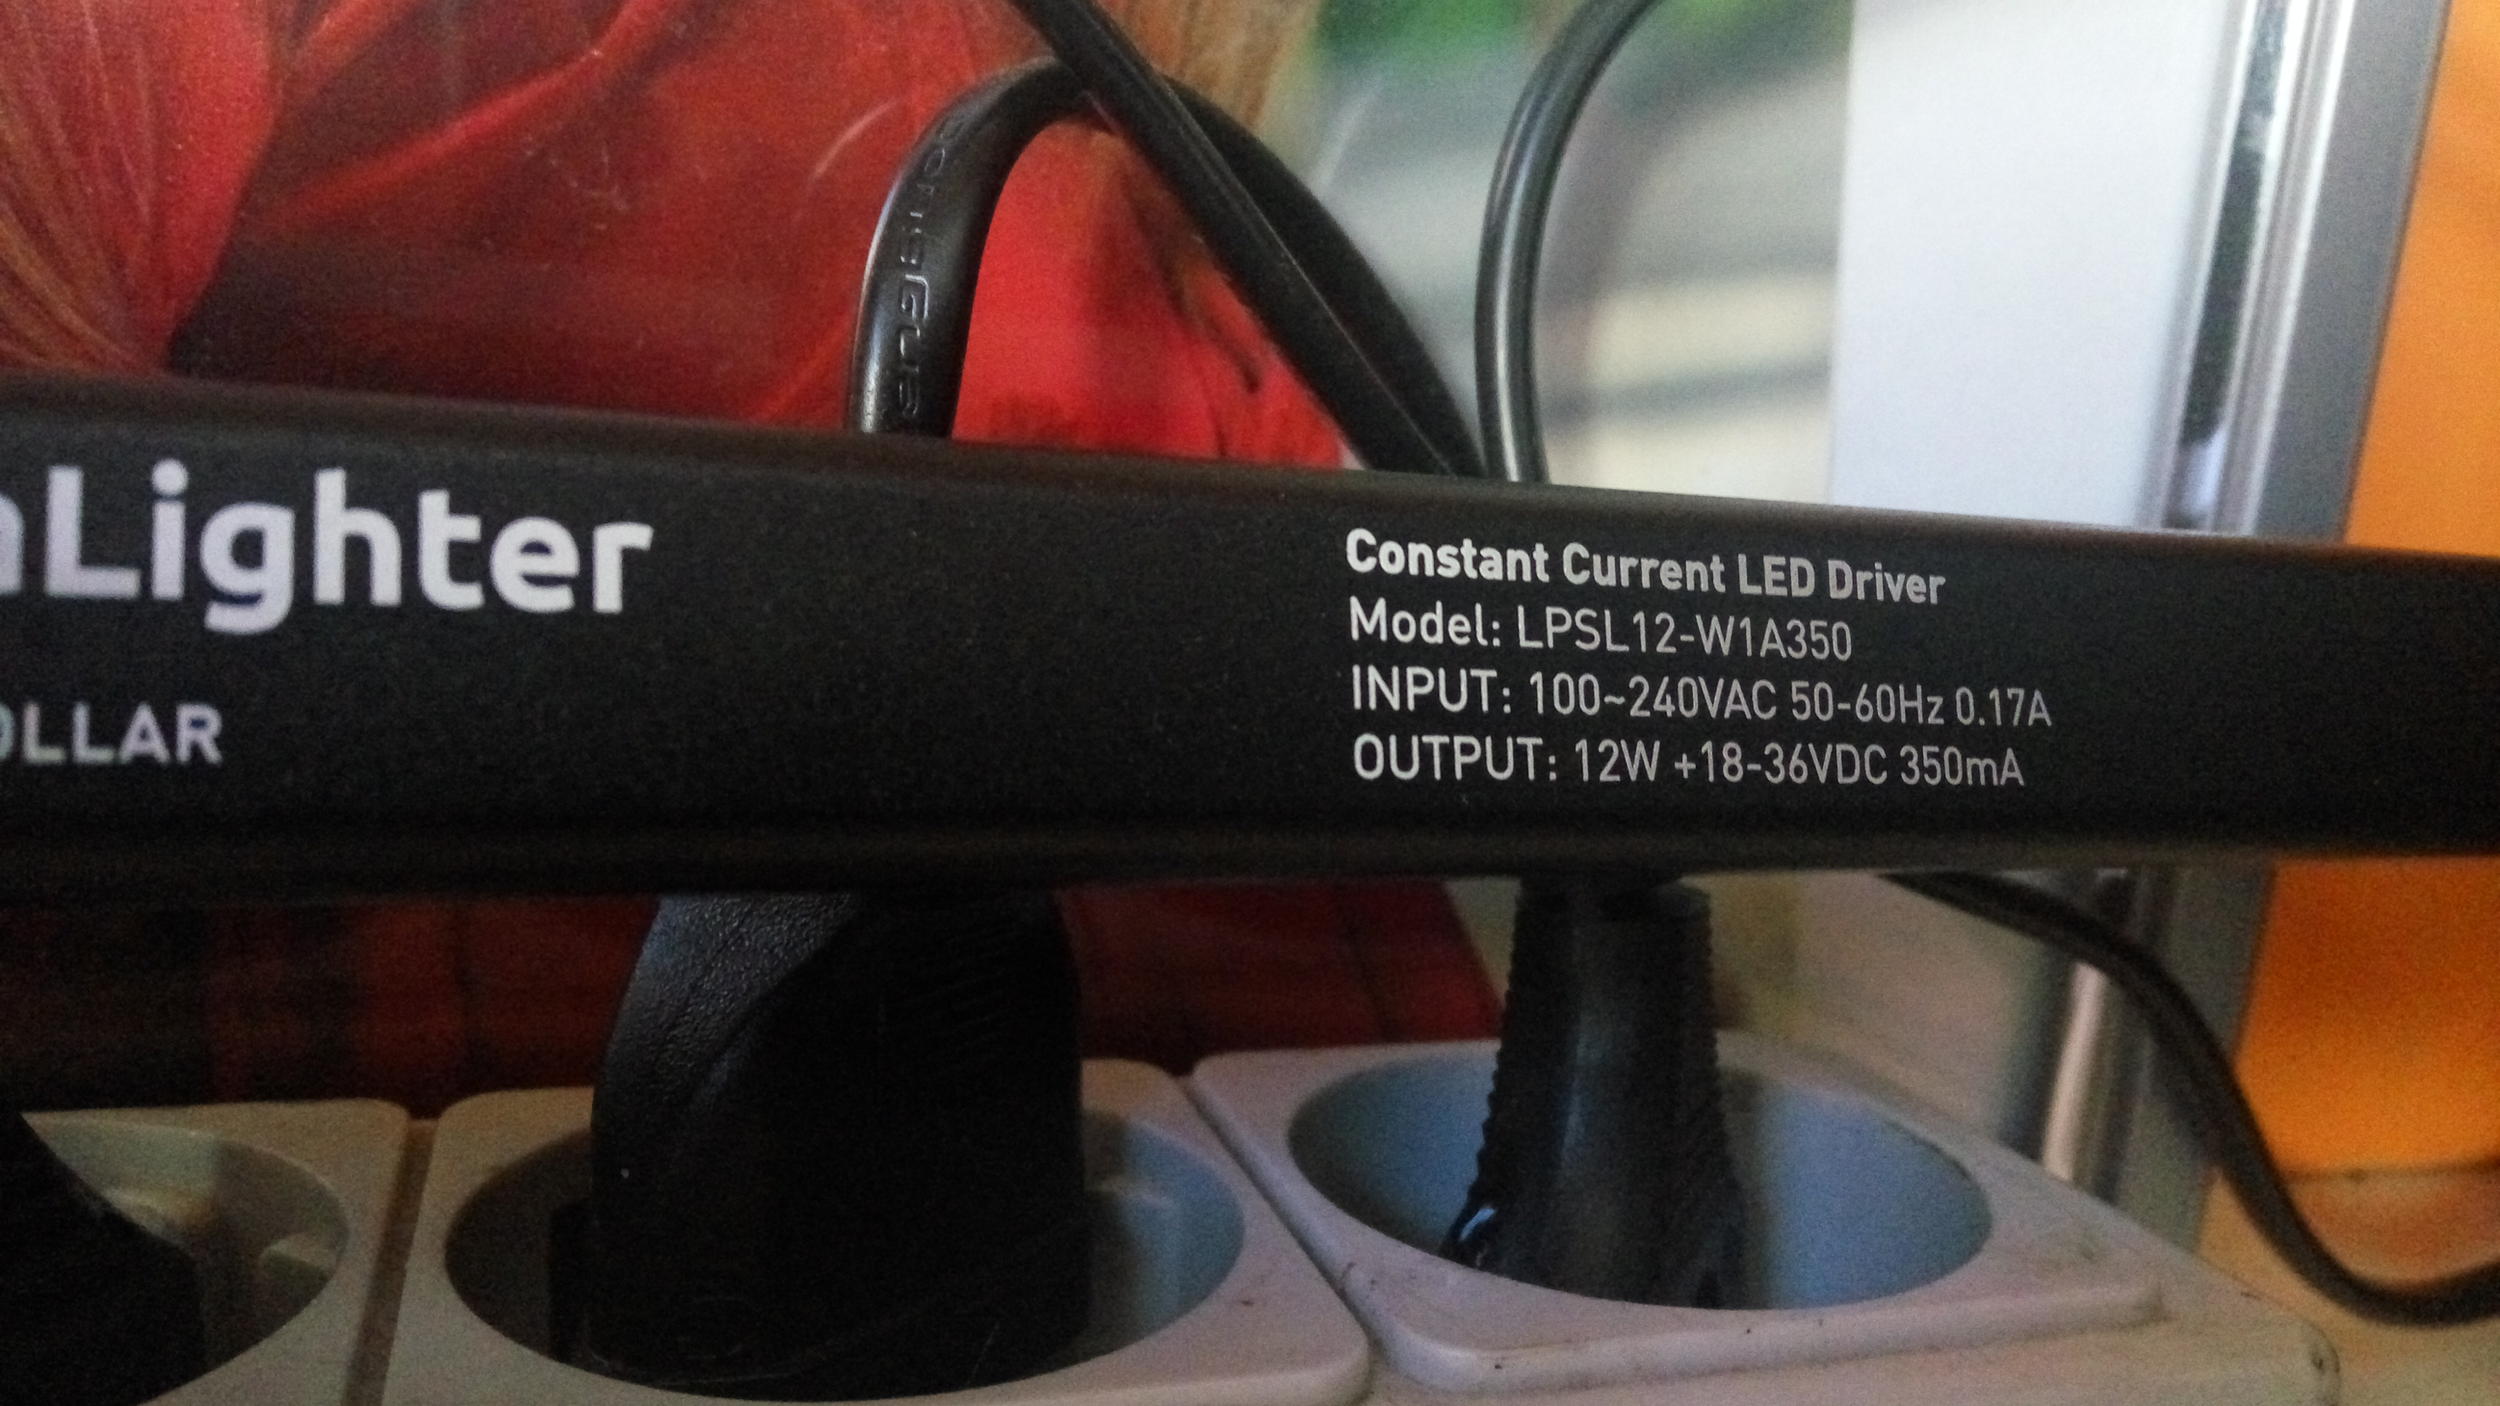 Lighter
OLLAR
Constant Current LED Driver
Model: LPSL12-W1A350
INPUT: 100~240VAC 50-60Hz 0.17A
OUTPUT: 12W +18-36VDC 350mA